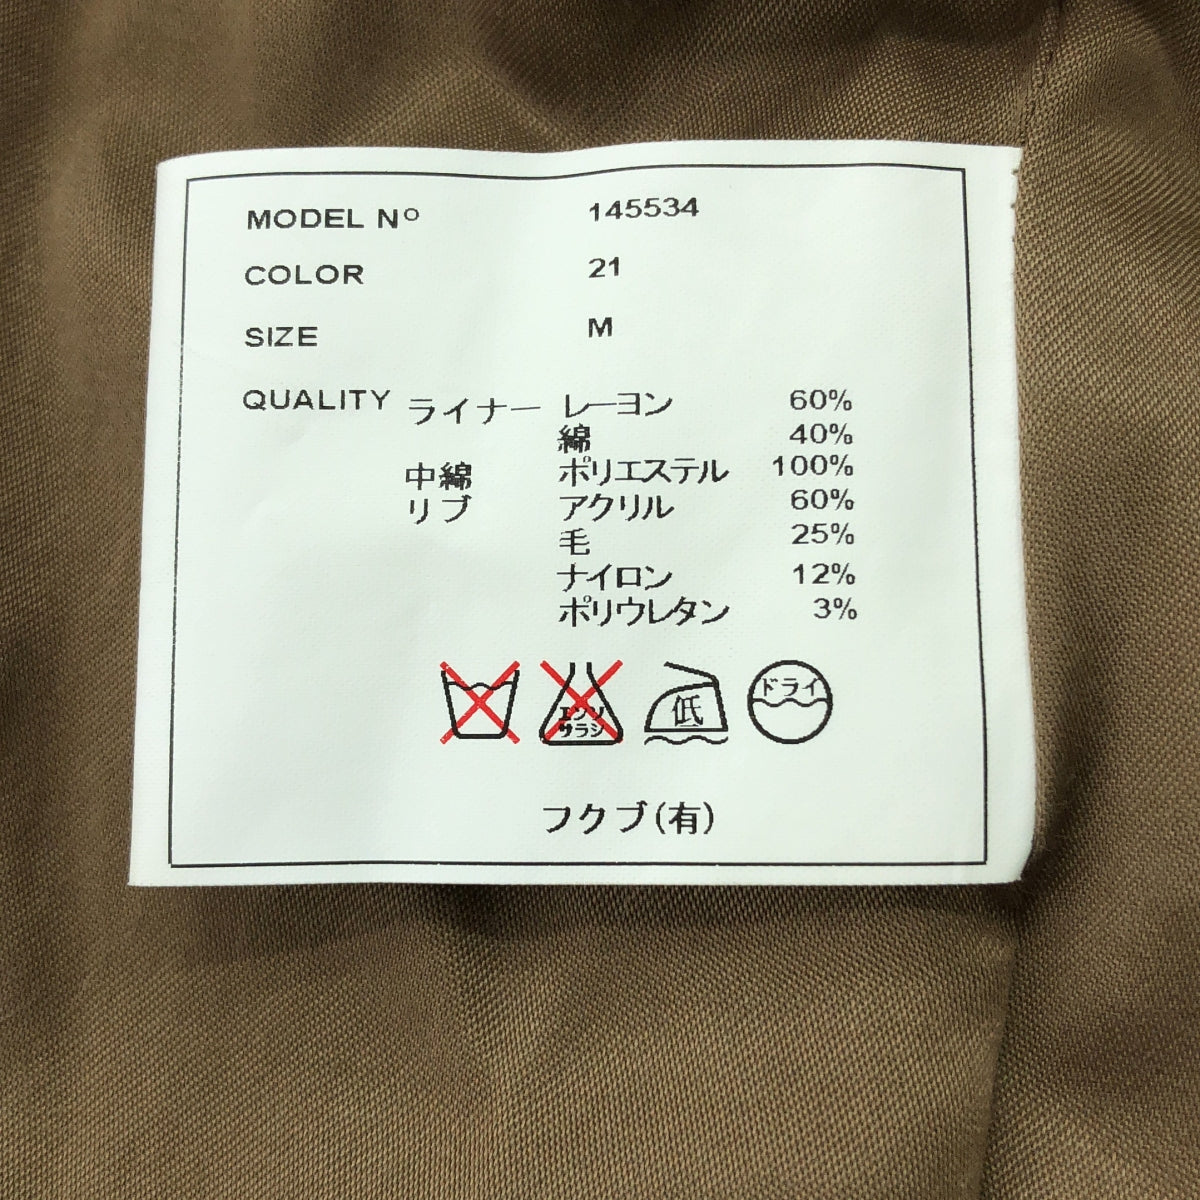 MODEL Nº 145534
COLOR 21
SIZE M
QUALITY ライナー レーヨン 60%
綿 40%
中綿 ポリエステル 100%
リブ アクリル 60%
毛 25%
ナイロン 12%
ポリウレタン 3%
エンソ サラシ 低 ドライ
フクブ(有)